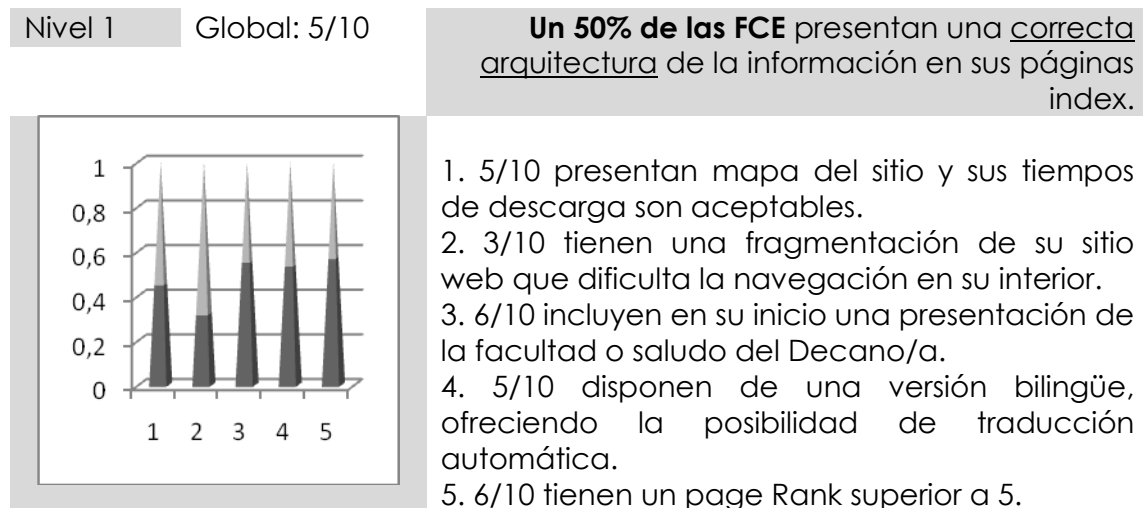 Nivel 1 Global: 5/10
Un 50% de las FCE presentan una correcta
arquitectura de la información en sus páginas
index.
1
0,8
0,6
0,4
0,2
0
1 2 3 4 5
1. 5/10 presentan mapa del sitio y sus tiempos
de descarga son aceptables.
2. 3/10 tienen una fragmentación de su sitio
web que dificulta la navegación en su interior.
3. 6/10 incluyen en su inicio una presentación de
la facultad o saludo del Decano/a.
4. 5/10 disponen de una versión bilingüe,
ofreciendo la posibilidad de traducción
automática.
5. 6/10 tienen un page Rank superior a 5.